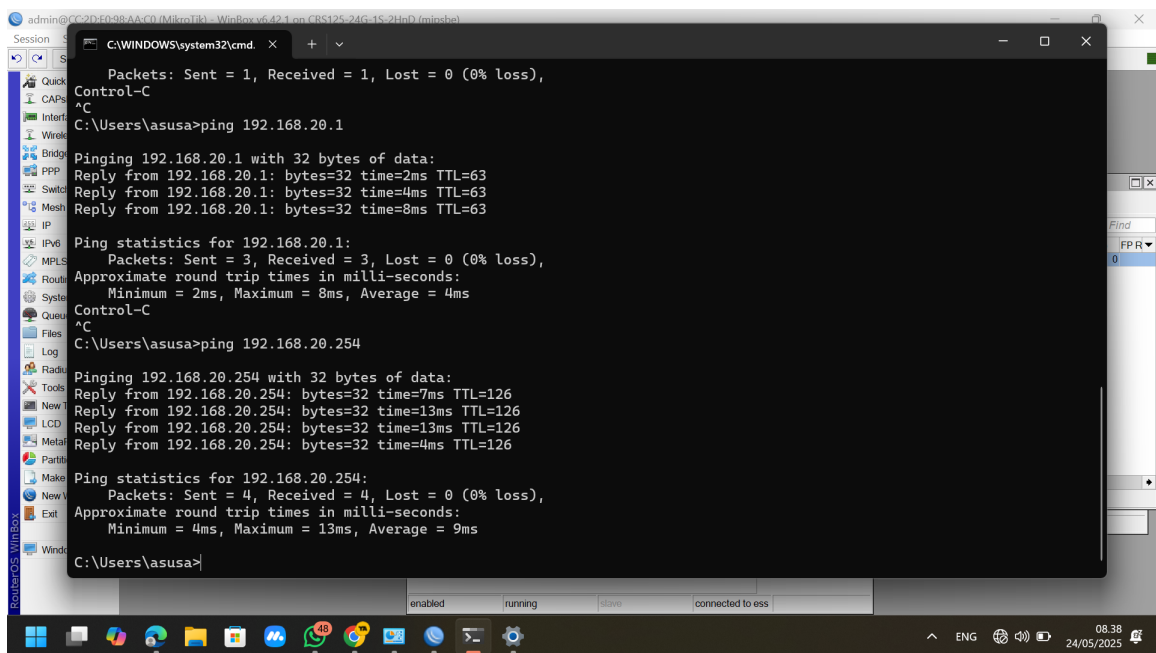 admin@CC:2D:E0:98:AA:C0 (MikroTik) - WinBox v6.42.1 on CRS125-24G-1S-2HnD (mipsbe)
Session
C:\WINDOWS\system32\cmd.
Packets: Sent = 1, Received = 1, Lost = 0 (0% loss),
Control-C
^C
C:\Users\asusa>ping 192.168.20.1
Pinging 192.168.20.1 with 32 bytes of data:
Reply from 192.168.20.1: bytes=32 time=2ms TTL=63
Reply from 192.168.20.1: bytes=32 time=4ms TTL=63
Reply from 192.168.20.1: bytes=32 time=8ms TTL=63
Ping statistics for 192.168.20.1:
Packets: Sent = 3, Received = 3, Lost = 0 (0% loss),
Approximate round trip times in milli-seconds:
Minimum = 2ms, Maximum = 8ms, Average = 4ms
Control-C
^C
C:\Users\asusa>ping 192.168.20.254
Pinging 192.168.20.254 with 32 bytes of data:
Reply from 192.168.20.254: bytes=32 time=7ms TTL=126
Reply from 192.168.20.254: bytes=32 time=13ms TTL=126
Reply from 192.168.20.254: bytes=32 time=13ms TTL=126
Reply from 192.168.20.254: bytes=32 time=4ms TTL=126
Ping statistics for 192.168.20.254:
Packets: Sent = 4, Received = 4, Lost = 0 (0% loss),
Approximate round trip times in milli-seconds:
Minimum = 4ms, Maximum = 13ms, Average = 9ms
C:\Users\asusa>
Quick
CAPs
Interf
Wirele
Bridge
PPP
Switc
Mesh
IP
IPv6
MPLS
Routi
Syste
Queu
Files
Log
Radiu
Tools
New T
LCD
Meta
Partiti
Make
New W
Exit
Windo
RouterOS WinBox
Find
FP R
0
enabled
running
slave
connected to ess
48
ENG
08.38
24/05/2025